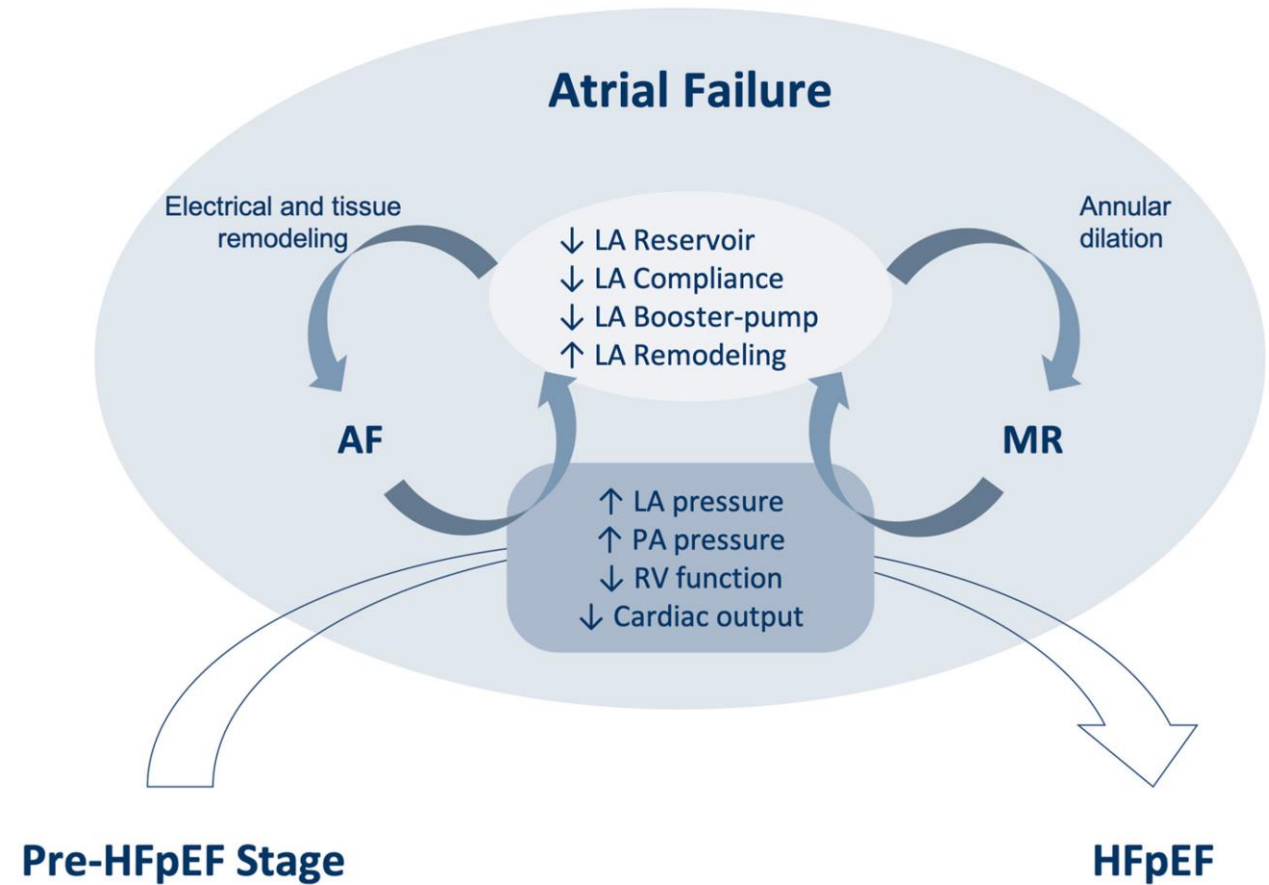 Atrial Failure
Electrical and tissue
remodeling
Annular
dilation
↓ LA Reservoir
↓ LA Compliance
↓ LA Booster-pump
↑ LA Remodeling
AF
MR
↑ LA pressure
↑ PA pressure
↓ RV function
↓ Cardiac output
Pre-HFpEF Stage
HFpEF